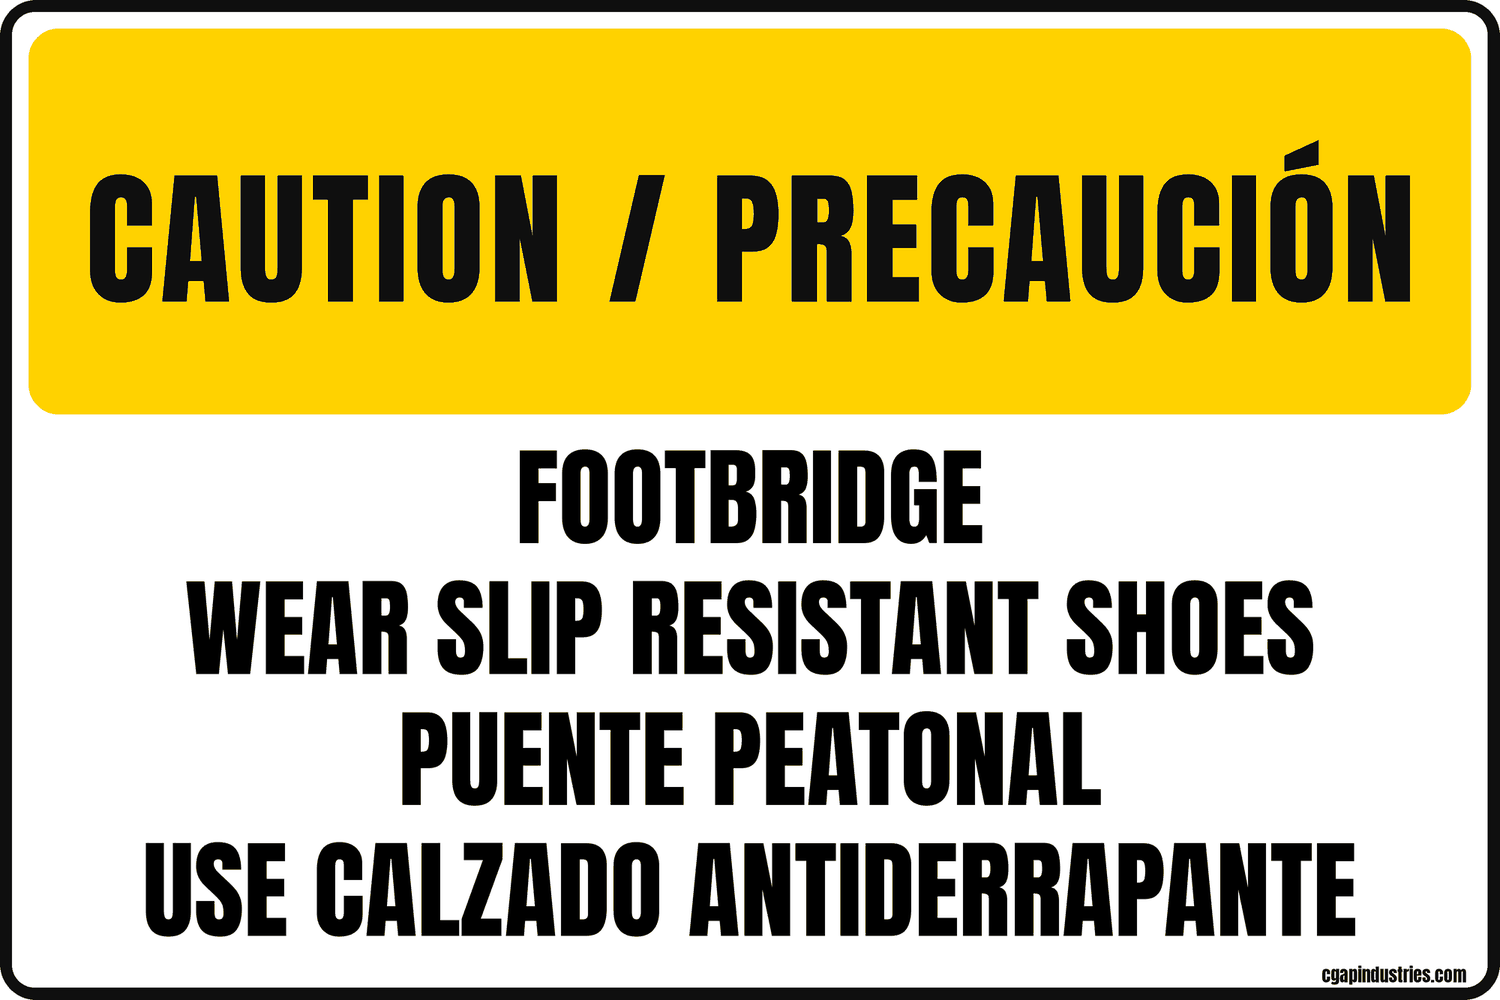 CAUTION / PRECAUCIÓN
FOOTBRIDGE
WEAR SLIP RESISTANT SHOES
PUENTE PEATONAL
USE CALZADO ANTIDERRAPANTE
cgapindustries.com